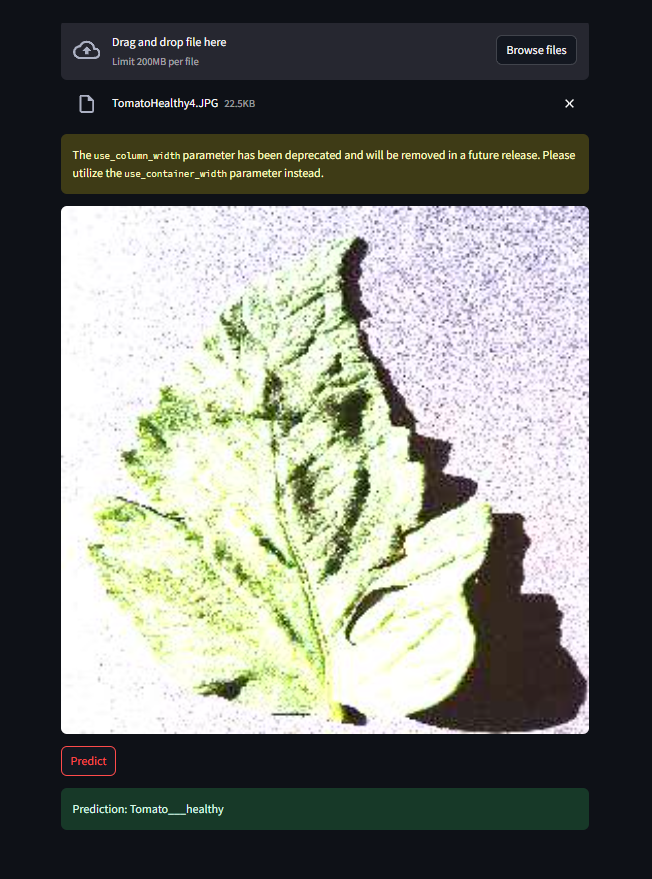 Drag and drop file here
Limit 200MB per file
Browse files
TomatoHealthy4.JPG 22.5KB
The use_column_width parameter has been deprecated and will be removed in a future release. Please
utilize the use_container_width parameter instead.
Predict
Prediction: Tomato___healthy